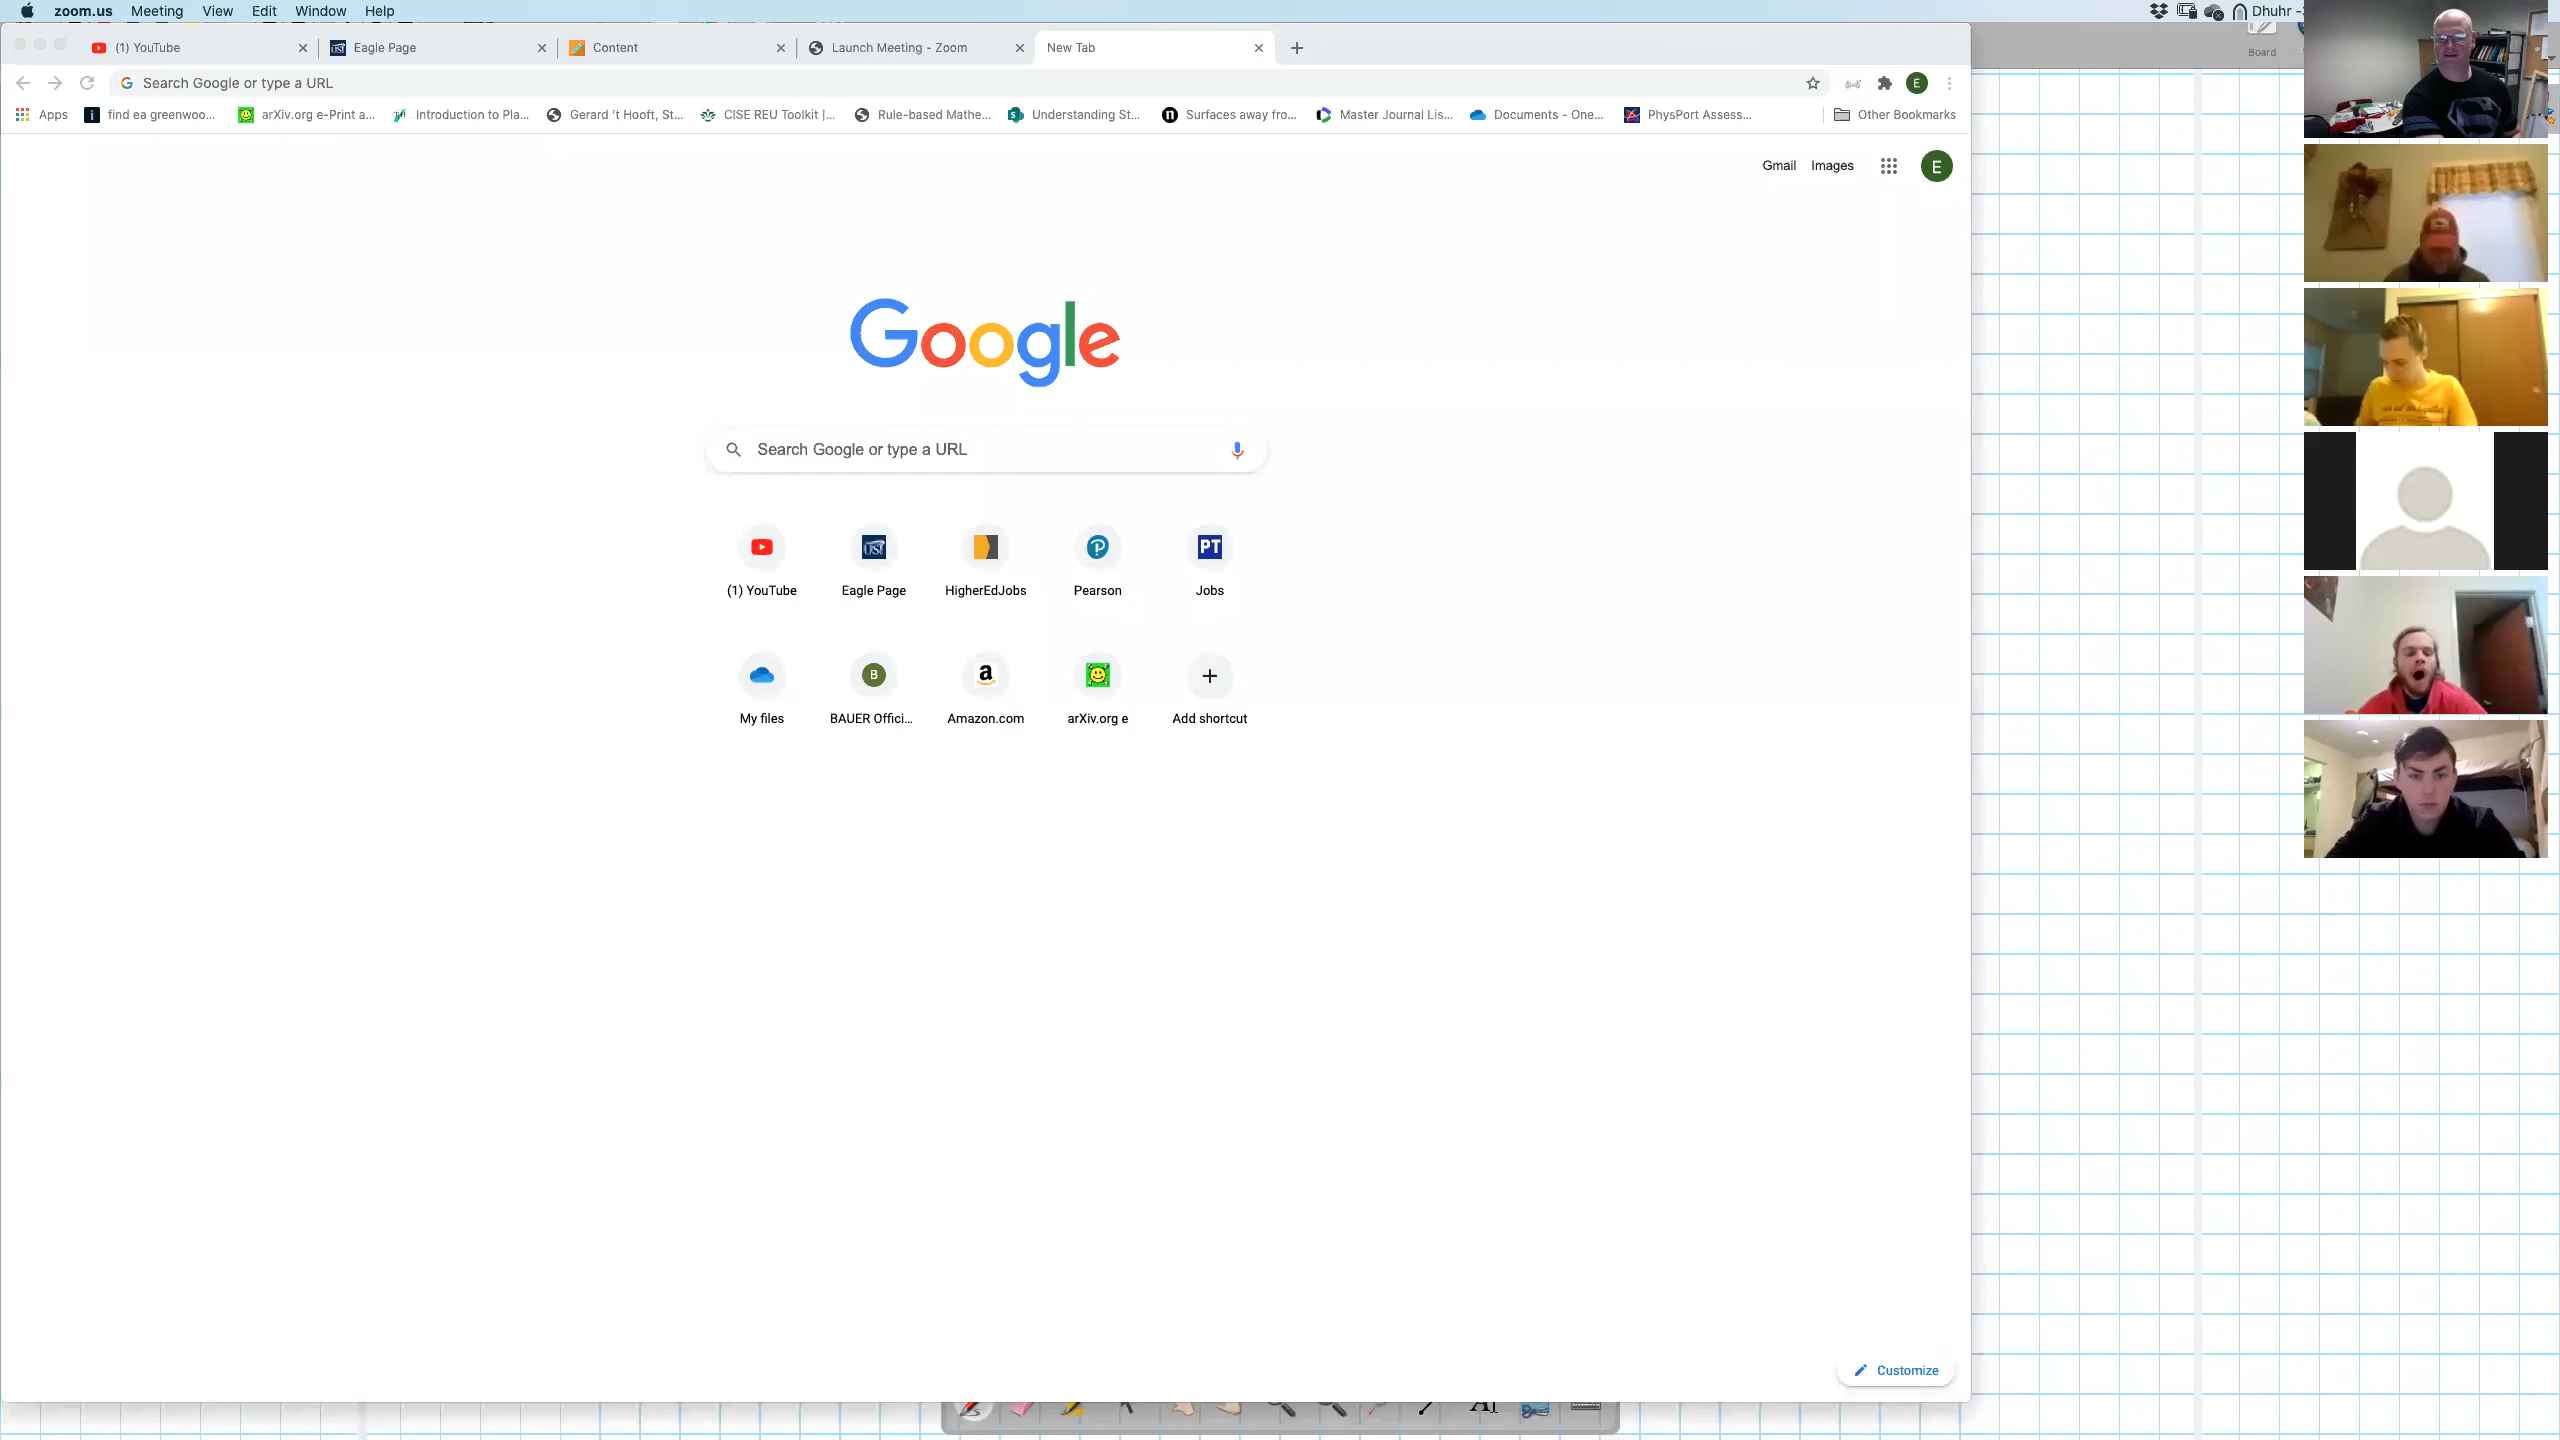 zoom.us Meeting View Edit Window Help
Dhuhr -
(1) YouTube
Eagle Page
Content
Launch Meeting - Zoom
New Tab
Board
Search Google or type a URL
E
Apps
find ea greenwoo...
arXiv.org e-Print a...
Introduction to Pla...
Gerard 't Hooft, St...
CISE REU Toolkit |...
Rule-based Mathe...
Understanding St...
Surfaces away fro...
Master Journal Lis...
Documents - One...
PhysPort Assess...
Other Bookmarks
Gmail Images
E
Google
Search Google or type a URL
PT
(1) YouTube
Eagle Page
HigherEdJobs
Pearson
Jobs
B
a
My files
BAUER Offici...
Amazon.com
arXiv.org e
Add shortcut
Customize